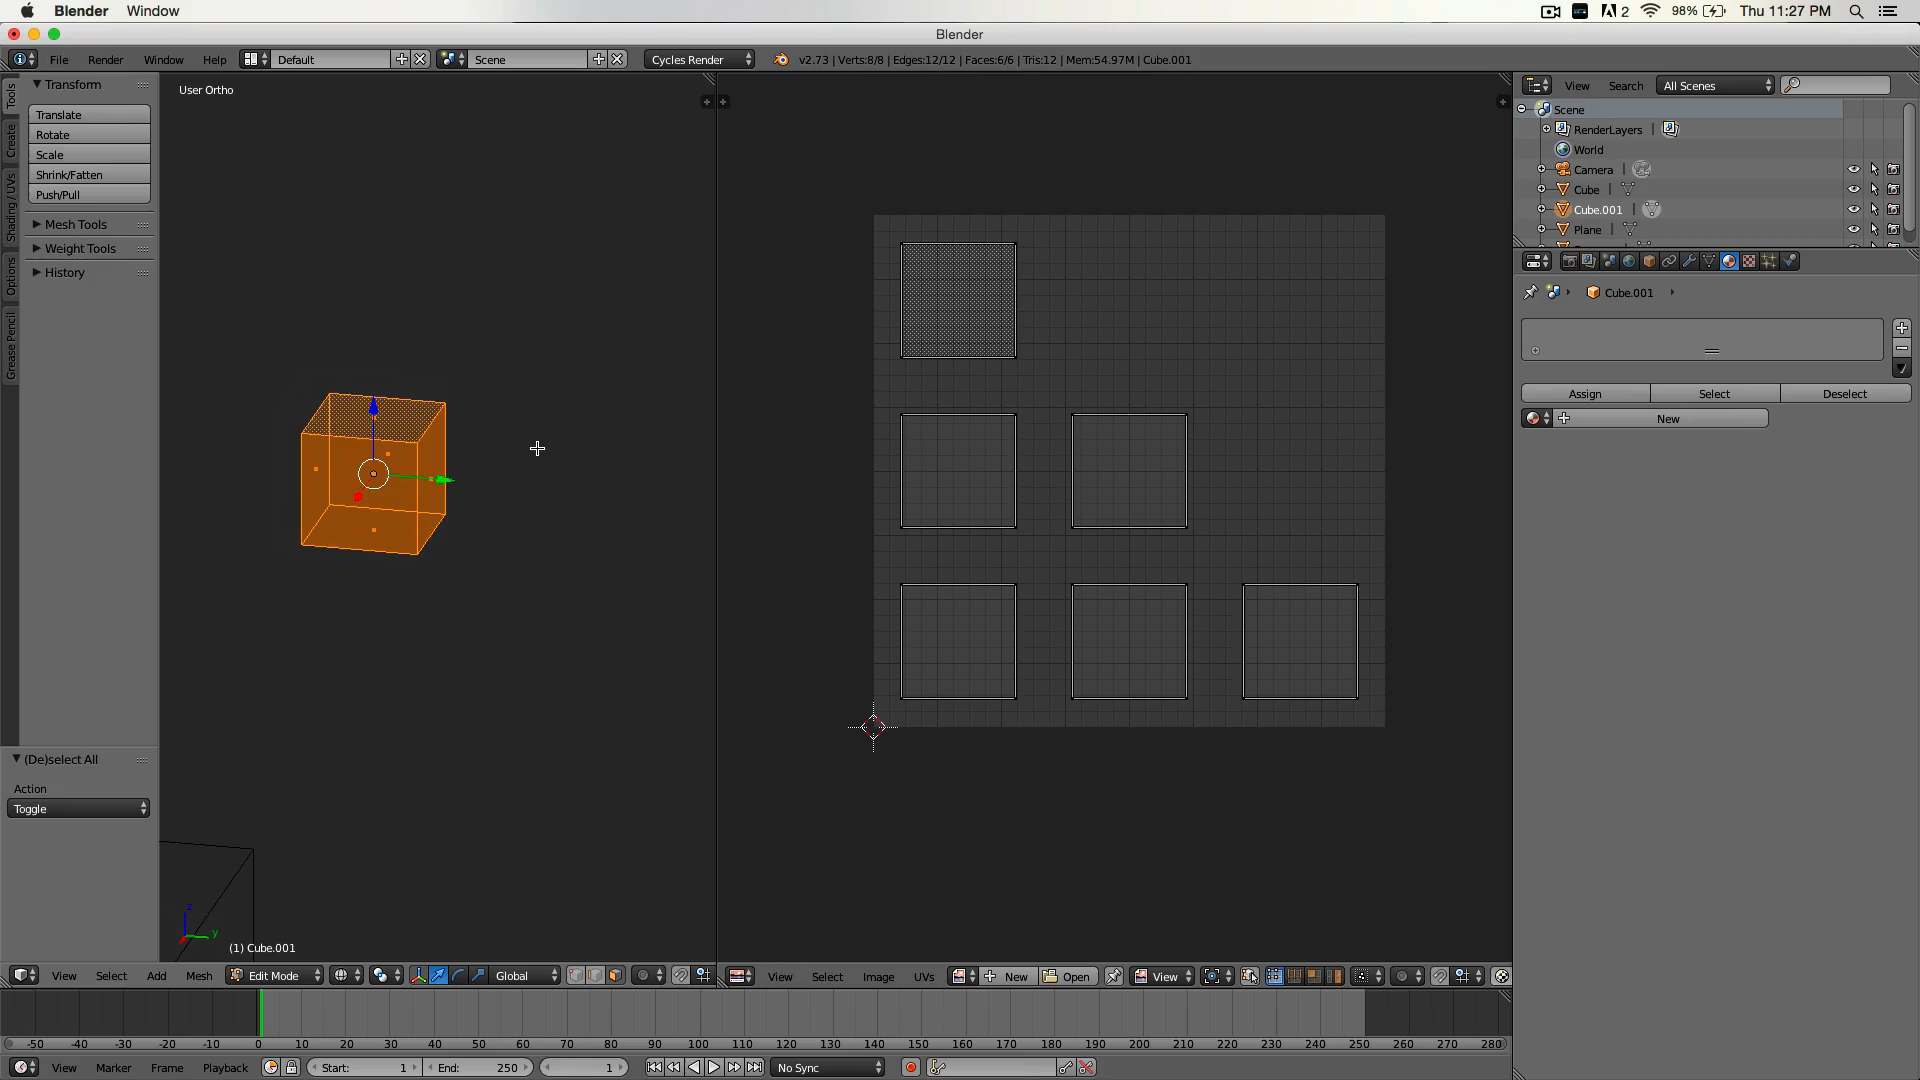 Blender Window
2 98% Thu 11:27 PM
Blender
File Render Window Help Default Scene Cycles Render v2.73 | Verts:8/8 | Edges:12/12 | Faces:6/6 | Tris:12 | Mem:54.97M | Cube.001
Tools
Create
Shading / UVs
Options
Grease Pencil
Transform
Translate
Rotate
Scale
Shrink/Fatten
Push/Pull
Mesh Tools
Weight Tools
History
(De)select All
Action
Toggle
User Ortho
z
y
(1) Cube.001
View Select Add Mesh Edit Mode Global
View Select Image UVs New Open View
View Search All Scenes
Scene
RenderLayers
World
Camera
Cube
Cube.001
Plane
Cube.001
Assign Select Deselect
New
-50 -40 -30 -20 -10 0 10 20 30 40 50 60 70 80 90 100 110 120 130 140 150 160 170 180 190 200 210 220 230 240 250 260 270 280
View Marker Frame Playback Start: 1 End: 250 1 No Sync